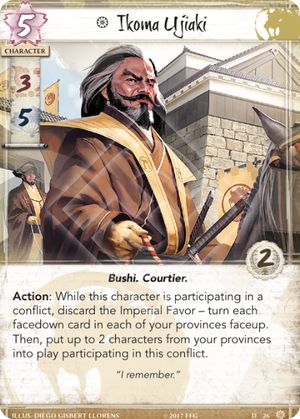 5
Ikoma Ujiaki
CHARACTER
3
5
2
Bushi. Courtier.
Action: While this character is participating in a
conflict, discard the Imperial Favor – turn each
facedown card in each of your provinces faceup.
Then, put up to 2 characters from your provinces
into play participating in this conflict.
“I remember.”
ILLUS: DIEGO GISBERT LLORENS © 2017 FFG D 26